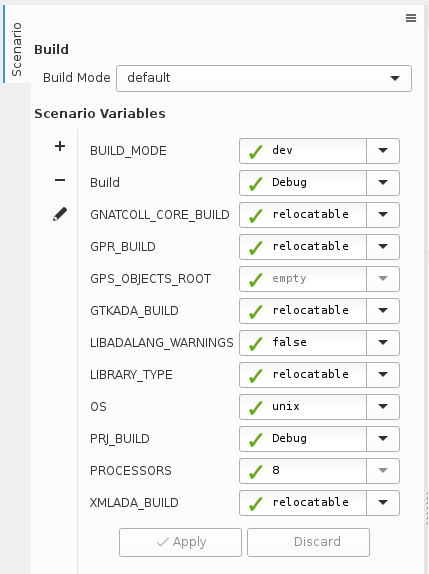 Scenario
Build
Build Mode default
Scenario Variables
BUILD_MODE dev
Build Debug
GNATCOLL_CORE_BUILD relocatable
GPR_BUILD relocatable
GPS_OBJECTS_ROOT empty
GTKADA_BUILD relocatable
LIBADALANG_WARNINGS false
LIBRARY_TYPE relocatable
OS unix
PRJ_BUILD Debug
PROCESSORS 8
XMLADA_BUILD relocatable
Apply Discard